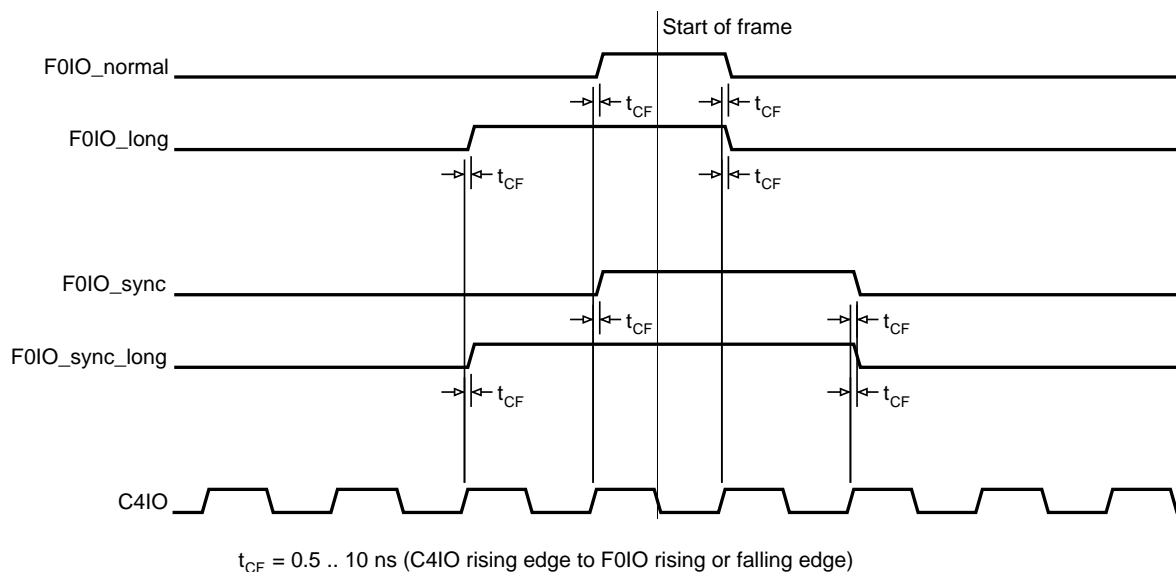 Start of frame
F0IO_normal
tCF tCF
F0IO_long
tCF tCF
F0IO_sync
tCF tCF
F0IO_sync_long
tCF tCF
C4IO
tCF = 0.5 .. 10 ns (C4IO rising edge to F0IO rising or falling edge)